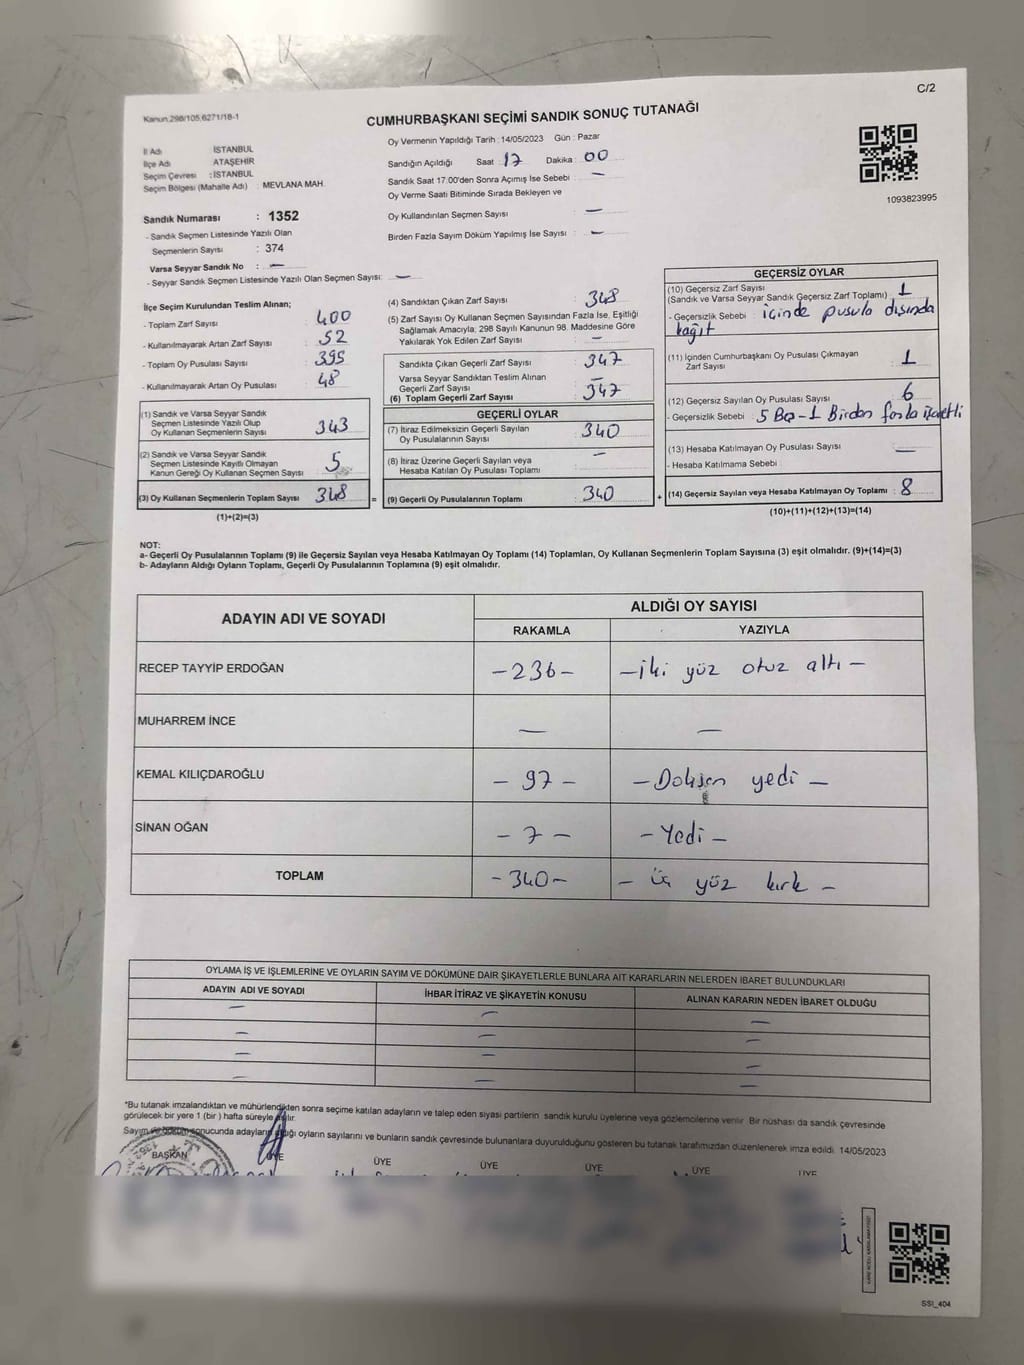 C/2
Kanun:298/105,6271/18-1
CUMHURBAŞKANI SEÇİMİ SANDIK SONUÇ TUTANAĞI
İl Adı İSTANBUL
İlçe Adı ATAŞEHİR
Seçim Çevresi : İSTANBUL
Seçim Bölgesi (Mahalle Adı) : MEVLANA MAH.
Sandık Numarası : 1352
- Sandık Seçmen Listesinde Yazılı Olan
Seçmenlerin Sayısı : 374
Varsa Seyyar Sandık No : —
- Seyyar Sandık Seçmen Listesinde Yazılı Olan Seçmen Sayısı: —
Oy Vermenin Yapıldığı Tarih : 14/05/2023 Gün : Pazar
Sandığın Açıldığı Saat : 17 Dakika : 00
Sandık Saat 17:00'den Sonra Açımış İse Sebebi : —
Oy Verme Saati Bitiminde Sırada Bekleyen ve
Oy Kullandırılan Seçmen Sayısı : —
Birden Fazla Sayım Döküm Yapılmış İse Sayısı : —
1093823995
İlçe Seçim Kurulundan Teslim Alınan;
- Toplam Zarf Sayısı : 400
- Kullanılmayarak Artan Zarf Sayısı : 52
- Toplam Oy Pusulası Sayısı : 395
- Kullanılmayarak Artan Oy Pusulası : 48
(1) Sandık ve Varsa Seyyar Sandık
Seçmen Listesinde Yazılı Olup
Oy Kullanan Seçmenlerin Sayısı : 343
(2) Sandık ve Varsa Seyyar Sandık
Seçmen Listesinde Kayıtlı Olmayan
Kanun Gereği Oy Kullanan Seçmen Sayısı : 5
(3) Oy Kullanan Seçmenlerin Toplam Sayısı : 348 =
(1)+(2)=(3)
(4) Sandıktan Çıkan Zarf Sayısı : 348
(5) Zarf Sayısı Oy Kullanan Seçmen Sayısından Fazla İse, Eşitliği
Sağlamak Amacıyla; 298 Sayılı Kanunun 98. Maddesine Göre
Yakılarak Yok Edilen Zarf Sayısı : —
Sandıkta Çıkan Geçerli Zarf Sayısı : 347
Varsa Seyyar Sandıktan Teslim Alınan
Geçerli Zarf Sayısı : —
(6) Toplam Geçerli Zarf Sayısı : 347
GEÇERLİ OYLAR
(7) İtiraz Edilmeksizin Geçerli Sayılan
Oy Pusulalarının Sayısı : 340
(8) İtiraz Üzerine Geçerli Sayılan veya
Hesaba Katılan Oy Pusulası Toplamı : —
(9) Geçerli Oy Pusulalarının Toplamı : 340 +
GEÇERSİZ OYLAR
(10) Geçersiz Zarf Sayısı
(Sandık ve Varsa Seyyar Sandık Geçersiz Zarf Toplamı) : 1
- Geçersizlik Sebebi : içinde pusula dışında
kağıt
(11) İçinden Cumhurbaşkanı Oy Pusulası Çıkmayan
Zarf Sayısı : 1
(12) Geçersiz Sayılan Oy Pusulası Sayısı : 6
- Geçersizlik Sebebi : 5 Boş-1 Birden fazla işaretli
(13) Hesaba Katılmayan Oy Pusulası Sayısı : —
- Hesaba Katılmama Sebebi :
(14) Geçersiz Sayılan veya Hesaba Katılmayan Oy Toplamı : 8
(10)+(11)+(12)+(13)=(14)
NOT:
a- Geçerli Oy Pusulalarının Toplamı (9) ile Geçersiz Sayılan veya Hesaba Katılmayan Oy Toplamı (14) Toplamları, Oy Kullanan Seçmenlerin Toplam Sayısına (3) eşit olmalıdır. (9)+(14)=(3)
b- Adayların Aldığı Oyların Toplamı, Geçerli Oy Pusulalarının Toplamına (9) eşit olmalıdır.
ADAYIN ADI VE SOYADI ALDIĞI OY SAYISI
RAKAMLA YAZIYLA
RECEP TAYYİP ERDOĞAN -236- -iki yüz otuz altı-
MUHARREM İNCE — —
KEMAL KILIÇDAROĞLU -97- -Doksan yedi-
SİNAN OĞAN -7- -Yedi-
TOPLAM -340- -Üç yüz kırk-
OYLAMA İŞ VE İŞLEMLERİNE VE OYLARIN SAYIM VE DÖKÜMÜNE DAİR ŞİKAYETLERLE BUNLARA AİT KARARLARIN NELERDEN İBARET BULUNDUKLARI
ADAYIN ADI VE SOYADI İHBAR İTİRAZ VE ŞİKAYETİN KONUSU ALINAN KARARIN NEDEN İBARET OLDUĞU
— — —
— — —
— — —
— — —
*Bu tutanak imzalandıktan ve mühürlendikten sonra seçime katılan adayların ve talep eden siyasi partilerin sandık kurulu üyelerine veya gözlemcilerine verilir. Bir nüshası da sandık çevresinde
görülecek bir yere 1 (bir) hafta süreyle asılır.
Sayım ve döküm sonucunda adayların aldığı oyların sayılarını ve bunların sandık çevresinde bulunanlara duyurulduğunu gösteren bu tutanak tarafımızdan düzenlenerek imza edildi. 14/05/2023
BAŞKAN ÜYE ÜYE ÜYE ÜYE ÜYE ÜYE
SSI_404